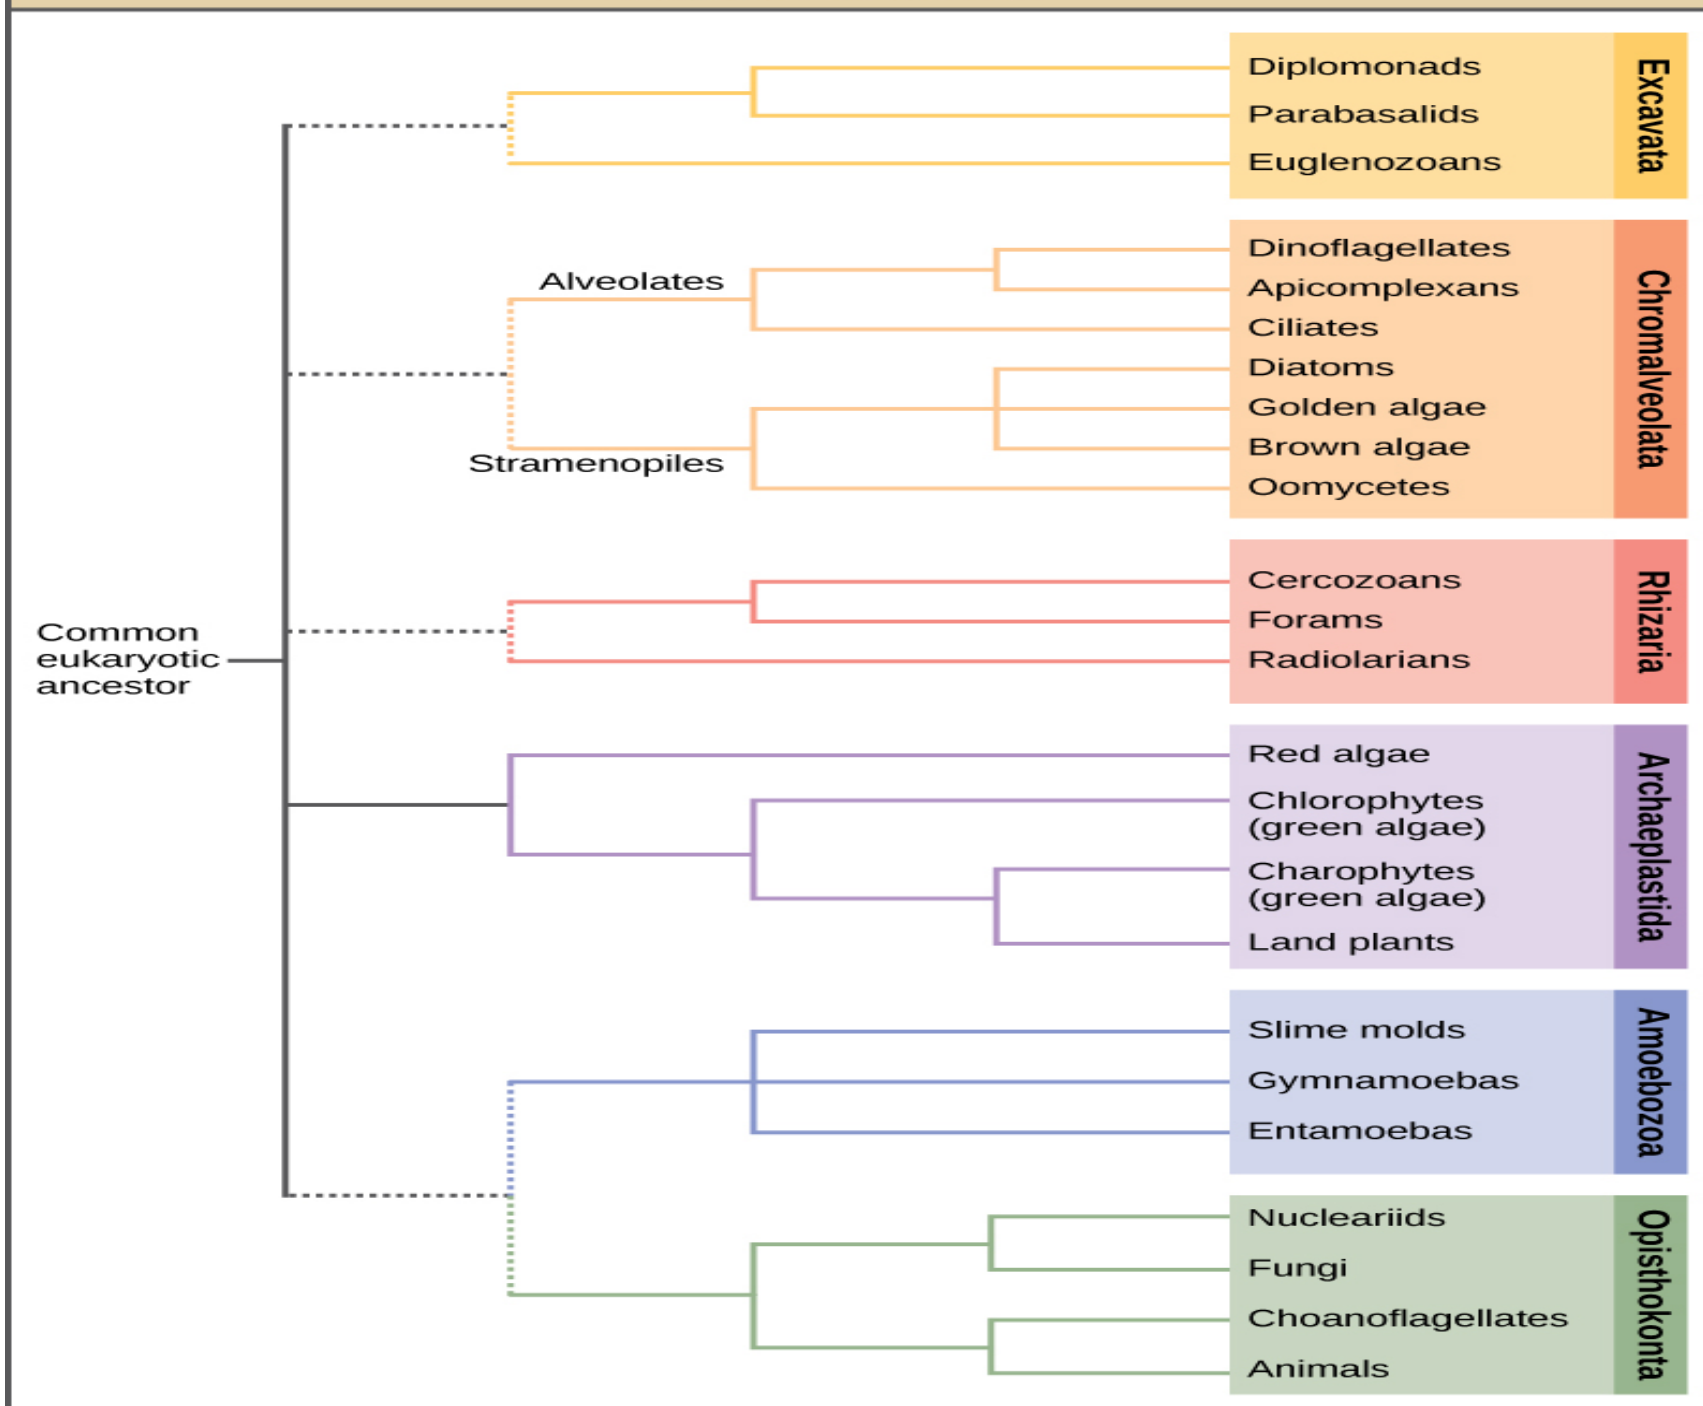 Diplomonads
Parabasalids
Euglenozoans
Excavata
Alveolates
Dinoflagellates
Apicomplexans
Ciliates
Diatoms
Golden algae
Brown algae
Stramenopiles
Oomycetes
Chromalveolata
Cercozoans
Forams
Radiolarians
Rhizaria
Common
eukaryotic
ancestor
Red algae
Chlorophytes
(green algae)
Charophytes
(green algae)
Land plants
Archaeplastida
Slime molds
Gymnamoebas
Entamoebas
Amoebozoa
Nucleariids
Fungi
Choanoflagellates
Animals
Opisthokonta